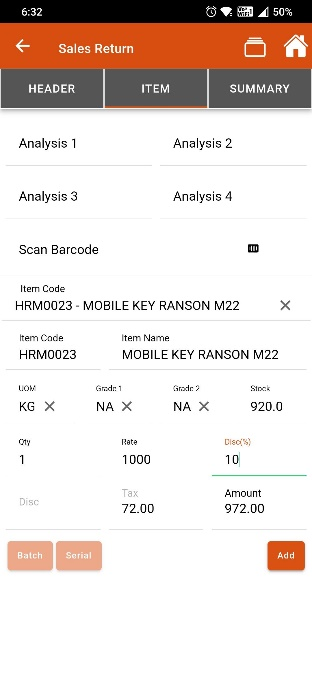 6:32 50%
Sales Return
HEADER ITEM SUMMARY
Analysis 1 Analysis 2
Analysis 3 Analysis 4
Scan Barcode
Item Code
HRM0023 - MOBILE KEY RANSON M22
Item Code Item Name
HRM0023 MOBILE KEY RANSON M22
UOM Grade 1 Grade 2 Stock
KG NA NA 920.0
Qty Rate Disc(%)
1 1000 10
Disc Tax Amount
72.00 972.00
Batch Serial Add